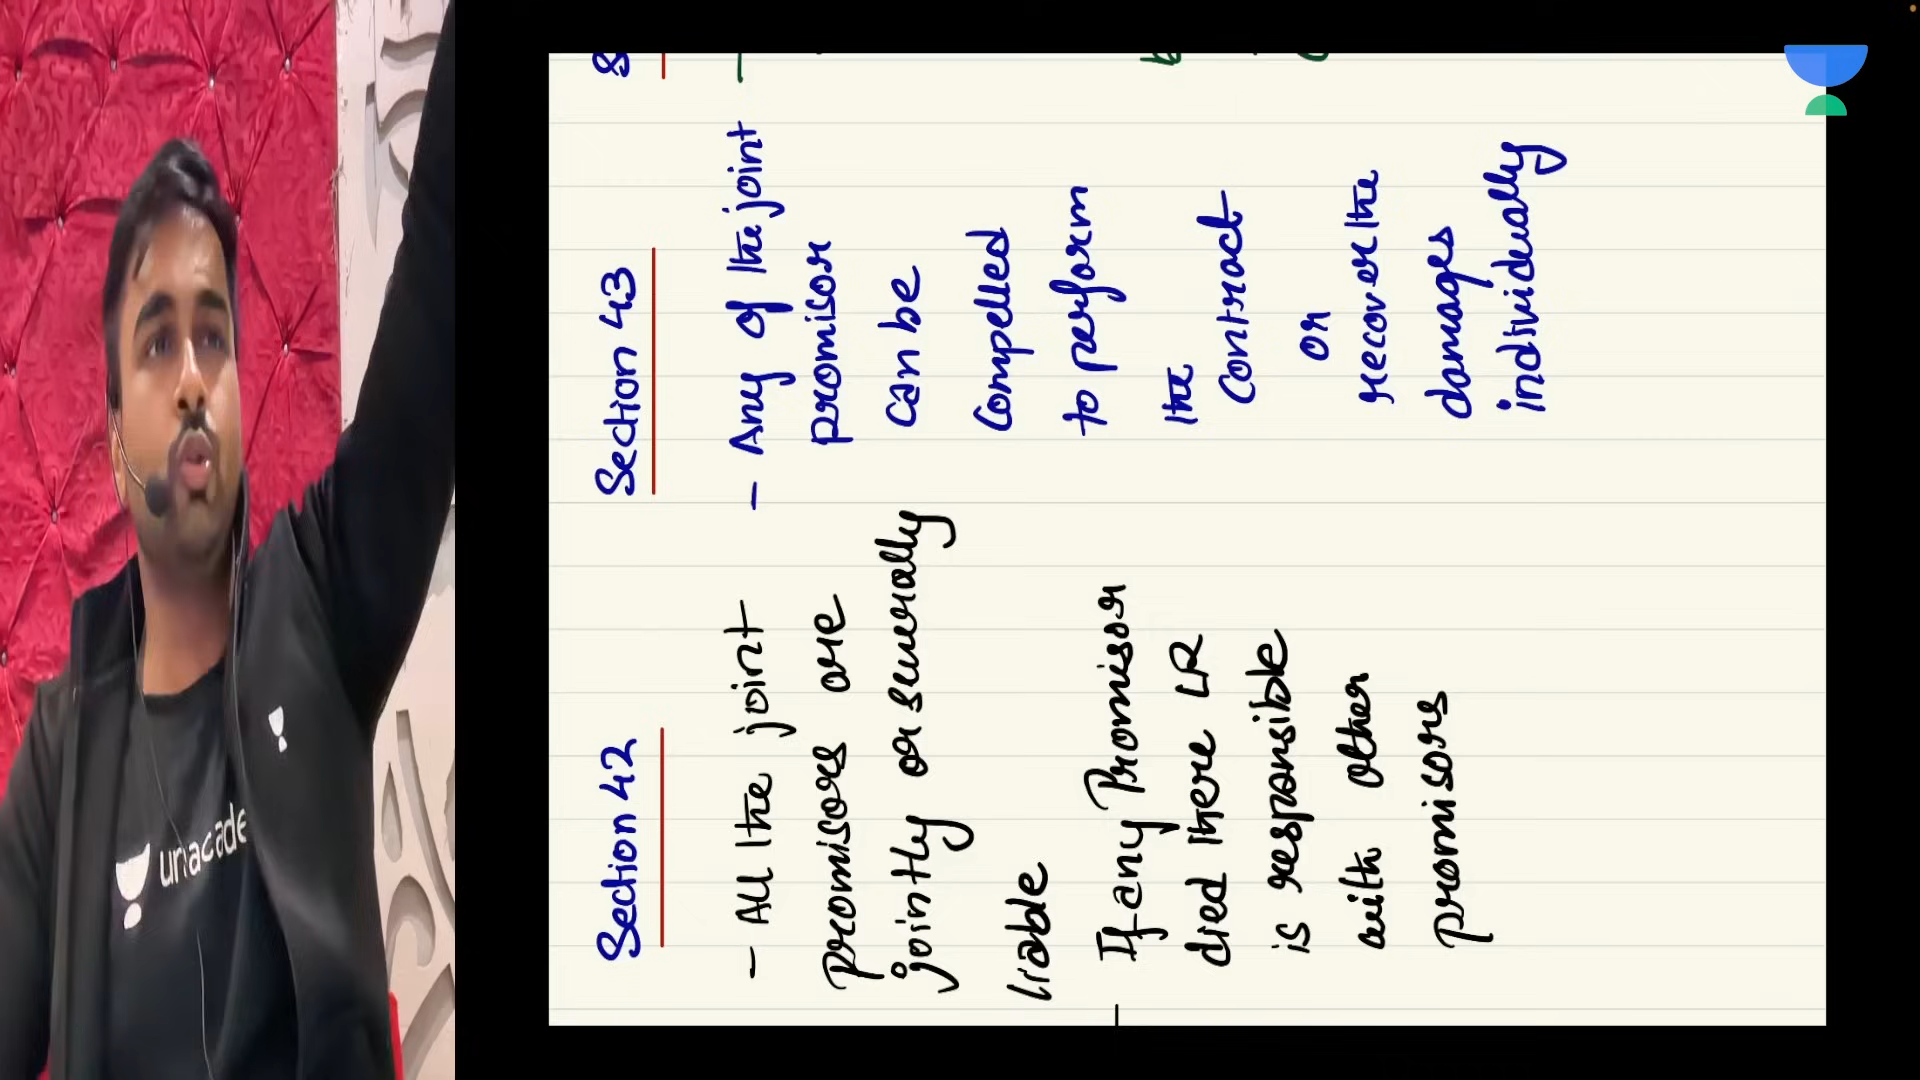 Section 42
- All the joint
promisors are
jointly or severally
liable
If any Promisor
died there LR
is responsible
with other
promisors
Section 43
- Any of the joint
promisor
can be
Compelled
to perform
the
Contract
or
recover the
damages
individually
unacade